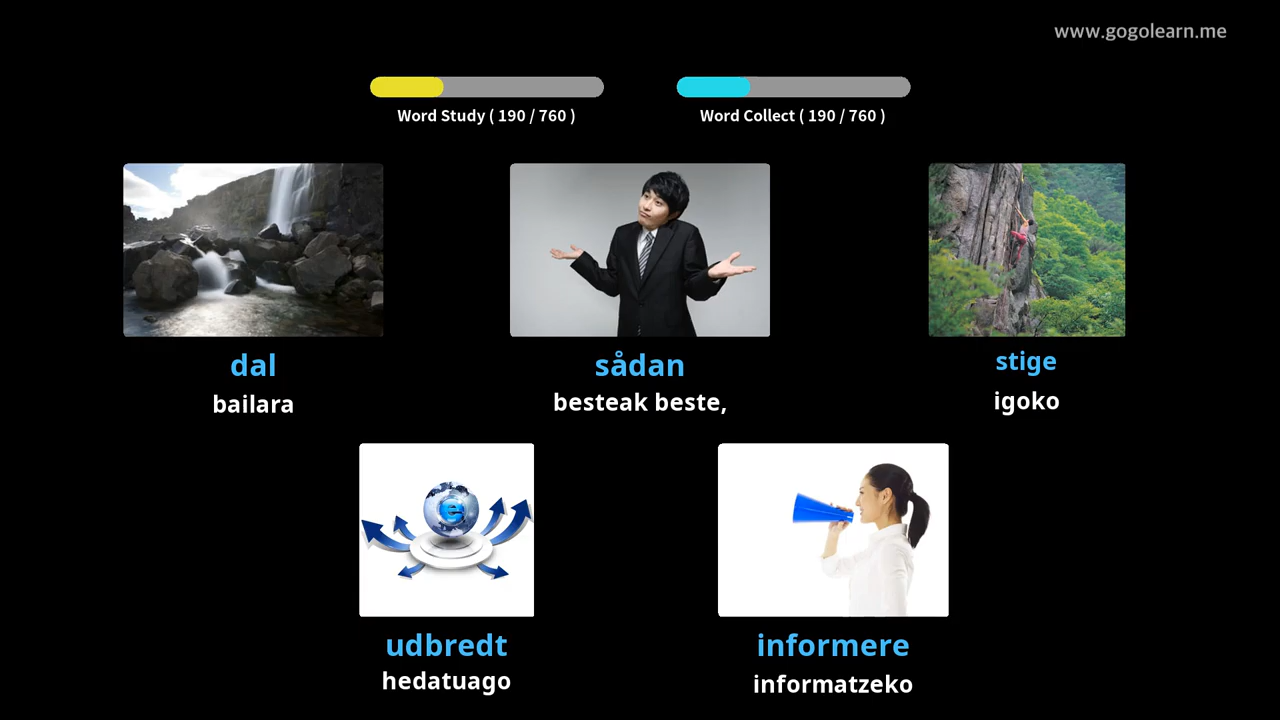 www.gogolearn.me
Word Study ( 190 / 760 )
Word Collect ( 190 / 760 )
dal
bailara
sådan
besteak beste,
stige
igoko
e
udbredt
hedatuago
informere
informatzeko